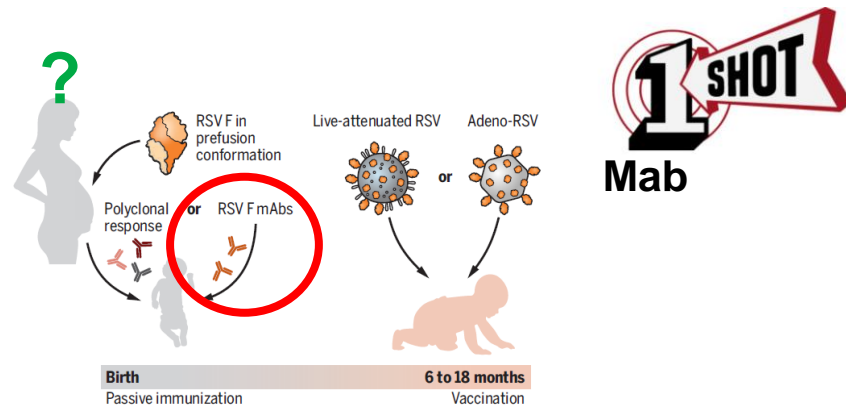 ?
RSV F in
prefusion
conformation
Polyclonal
response
or
RSV F mAbs
Live-attenuated RSV
or
Adeno-RSV
Birth
6 to 18 months
Passive immunization
Vaccination
1 SHOT
Mab